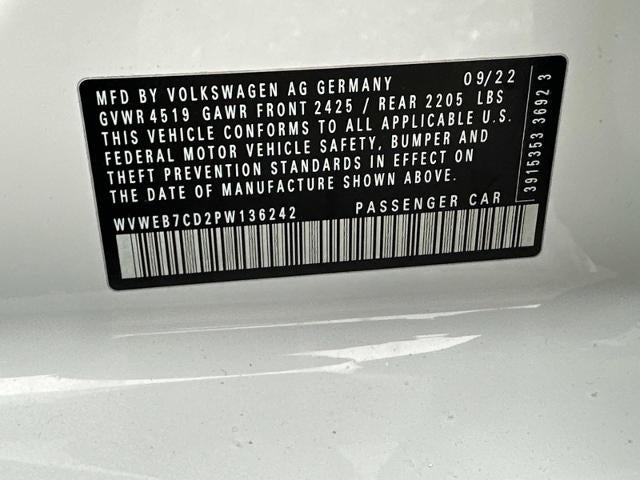 MFD BY VOLKSWAGEN AG GERMANY 09/22
GVWR 4519 GAWR FRONT 2425 / REAR 2205 LBS
THIS VEHICLE CONFORMS TO ALL APPLICABLE U.S.
FEDERAL MOTOR VEHICLE SAFETY, BUMPER AND
THEFT PREVENTION STANDARDS IN EFFECT ON
THE DATE OF MANUFACTURE SHOWN ABOVE.
WVWEB7CD2PW136242 PASSENGER CAR
3915353 3692 3